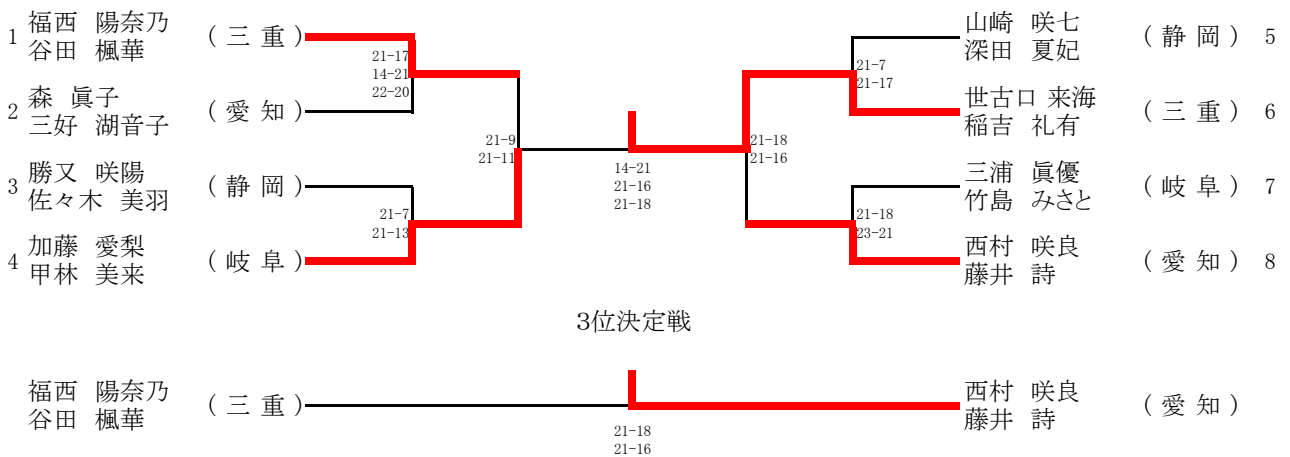 1 福西 陽奈乃
谷田 楓華
( 三 重 )
21-17
14-21
22-20
2 森 眞子
三好 湖音子
( 愛 知 )
21-9
21-11
3 勝又 咲陽
佐々木 美羽
( 静 岡 )
21-7
21-13
4 加藤 愛梨
甲林 美来
( 岐 阜 )
14-21
21-16
21-18
山崎 咲七
深田 夏妃
( 静 岡 ) 5
21-7
21-17
世古口 来海
稲吉 礼有
( 三 重 ) 6
21-18
21-16
三浦 眞優
竹島 みさと
( 岐 阜 ) 7
21-18
23-21
西村 咲良
藤井 詩
( 愛 知 ) 8
3位決定戦
福西 陽奈乃
谷田 楓華
( 三 重 )
21-18
21-16
西村 咲良
藤井 詩
( 愛 知 )